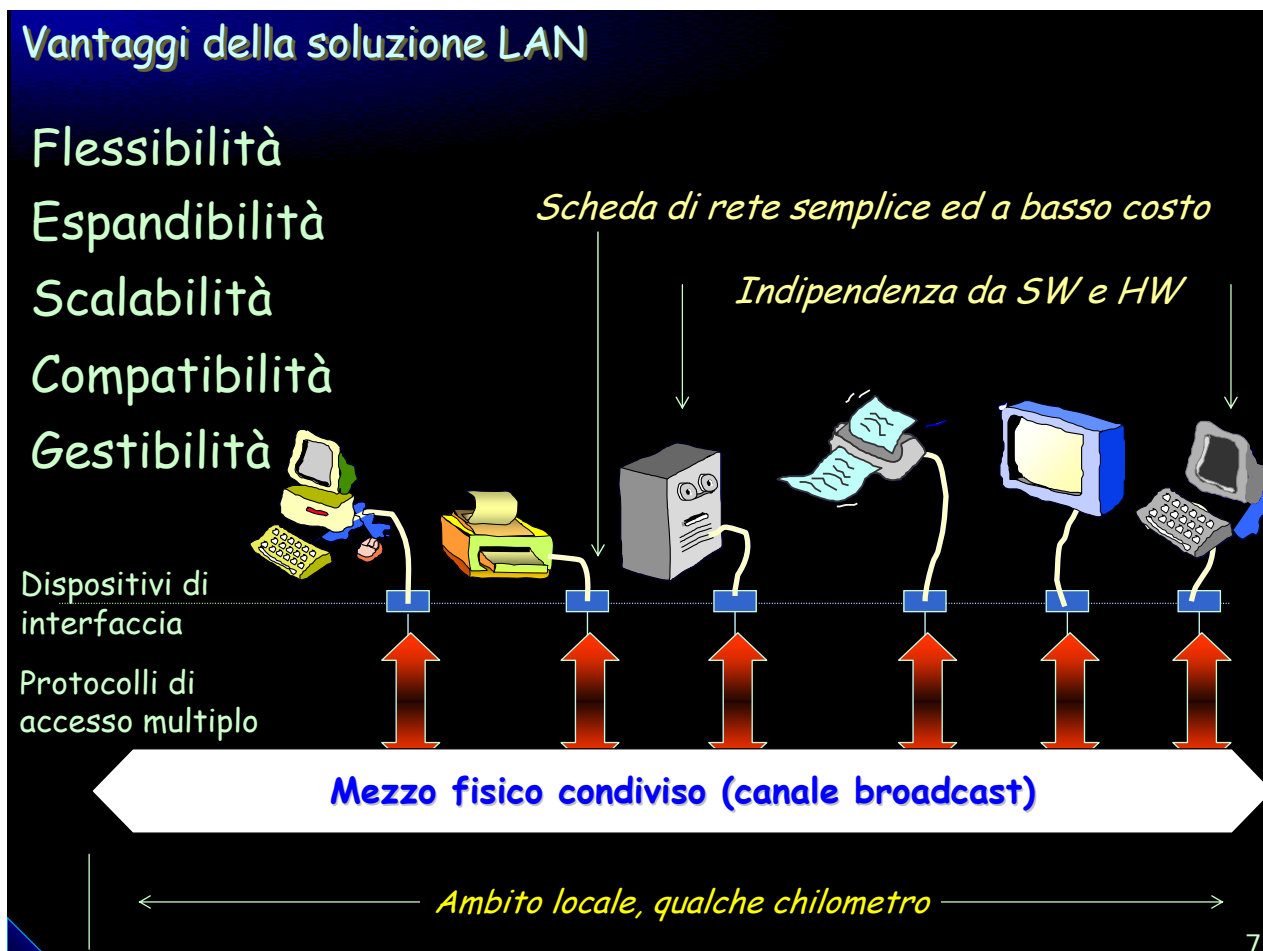 Vantaggi della soluzione LAN
Flessibilità
Espandibilità
Scalabilità
Compatibilità
Gestibilità
Scheda di rete semplice ed a basso costo
Indipendenza da SW e HW
Dispositivi di
interfaccia
Protocolli di
accesso multiplo
Mezzo fisico condiviso (canale broadcast)
Ambito locale, qualche chilometro
7